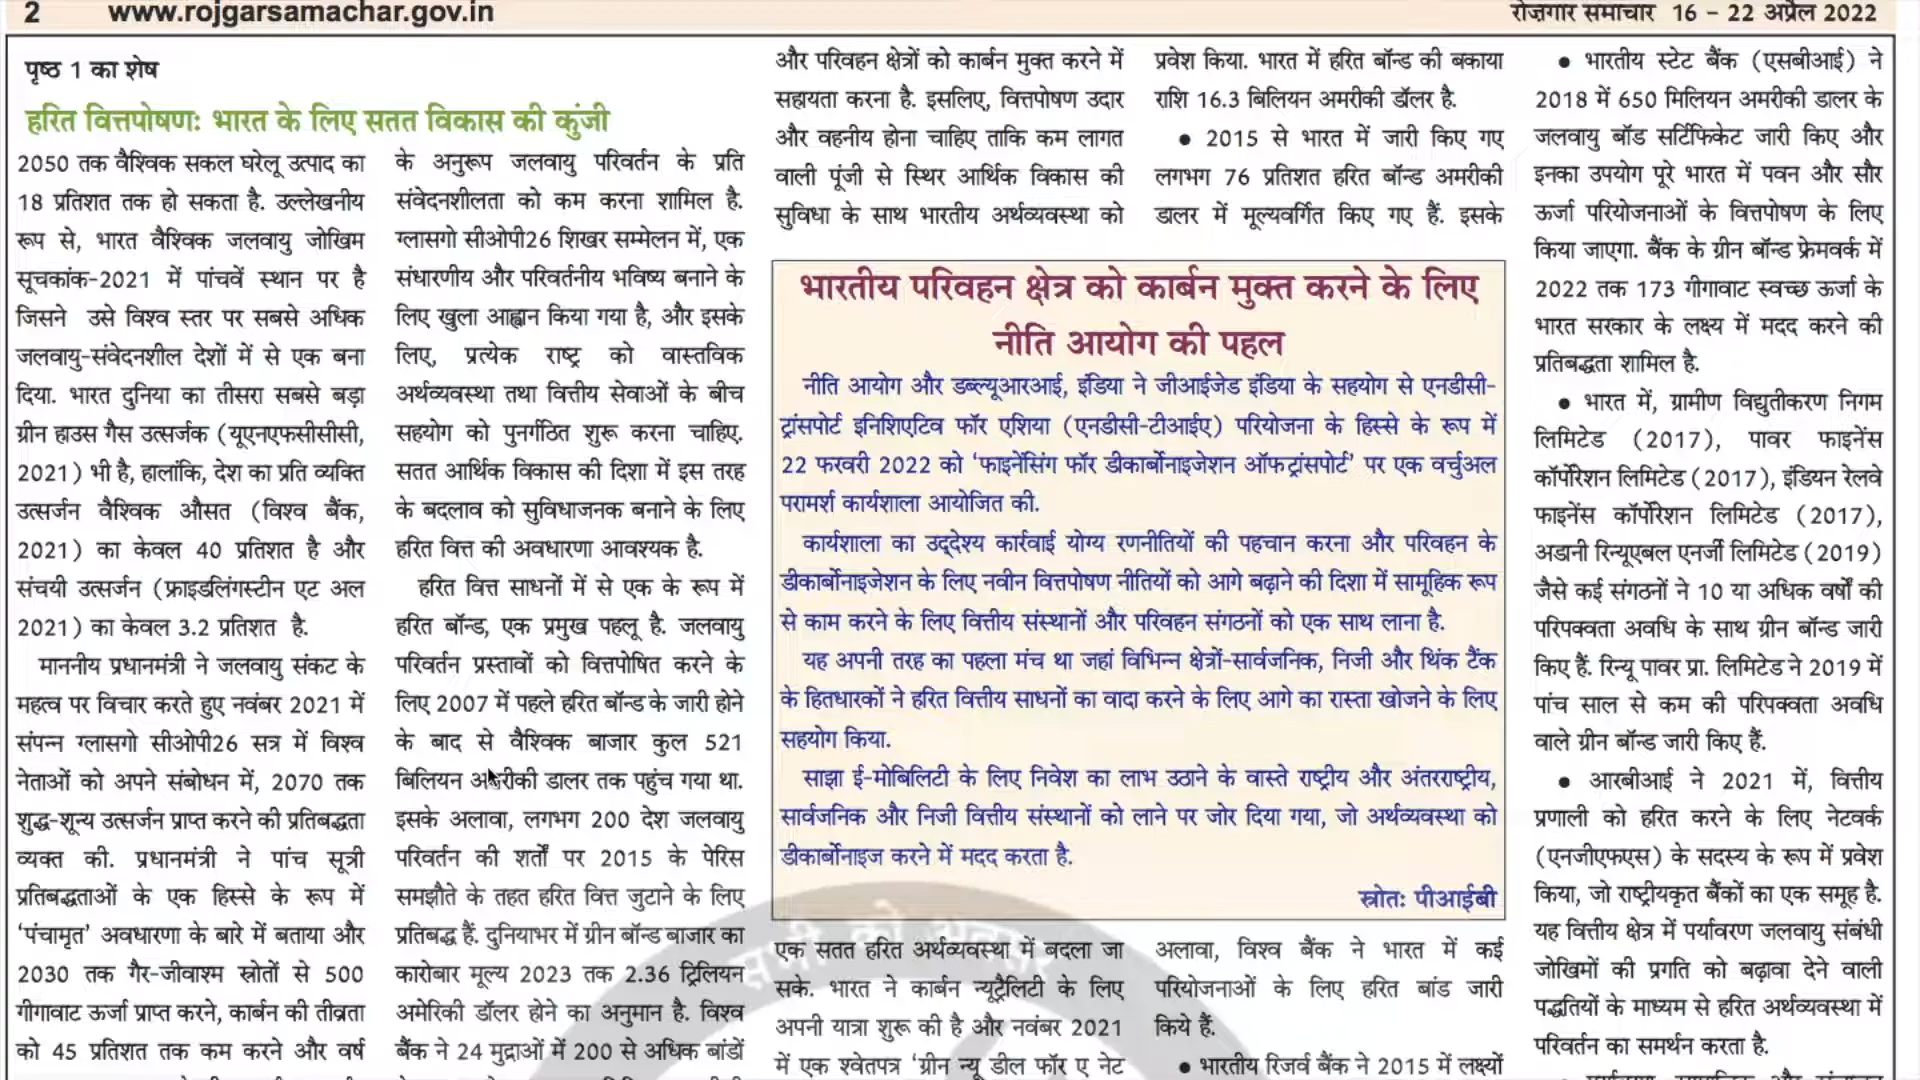 2
www.rojgarsamachar.gov.in
रोज़गार समाचार 16 - 22 अप्रैल 2022
पृष्ठ 1 का शेष
हरित वित्तपोषणः भारत के लिए सतत विकास की कुंजी
2050 तक वैश्विक सकल घरेलू उत्पाद का
18 प्रतिशत तक हो सकता है. उल्लेखनीय
रूप से, भारत वैश्विक जलवायु जोखिम
सूचकांक-2021 में पांचवें स्थान पर है
जिसने उसे विश्व स्तर पर सबसे अधिक
जलवायु-संवेदनशील देशों में से एक बना
दिया. भारत दुनिया का तीसरा सबसे बड़ा
ग्रीन हाउस गैस उत्सर्जक (यूएनएफसीसीसी,
2021) भी है, हालांकि, देश का प्रति व्यक्ति
उत्सर्जन वैश्विक औसत (विश्व बैंक,
2021) का केवल 40 प्रतिशत है और
संचयी उत्सर्जन (फ्राइडलिंगस्टीन एट अल
2021) का केवल 3.2 प्रतिशत है.
माननीय प्रधानमंत्री ने जलवायु संकट के
महत्व पर विचार करते हुए नवंबर 2021 में
संपन्न ग्लासगो सीओपी26 सत्र में विश्व
नेताओं को अपने संबोधन में, 2070 तक
शुद्ध-शून्य उत्सर्जन प्राप्त करने की प्रतिबद्धता
व्यक्त की. प्रधानमंत्री ने पांच सूत्री
प्रतिबद्धताओं के एक हिस्से के रूप में
‘पंचामृत’ अवधारणा के बारे में बताया और
2030 तक गैर-जीवाश्म स्रोतों से 500
गीगावाट ऊर्जा प्राप्त करने, कार्बन की तीव्रता
को 45 प्रतिशत तक कम करने और वर्ष
के अनुरूप जलवायु परिवर्तन के प्रति
संवेदनशीलता को कम करना शामिल है.
ग्लासगो सीओपी26 शिखर सम्मेलन में, एक
संधारणीय और परिवर्तनीय भविष्य बनाने के
लिए खुला आह्वान किया गया है, और इसके
लिए, प्रत्येक राष्ट्र को वास्तविक
अर्थव्यवस्था तथा वित्तीय सेवाओं के बीच
सहयोग को पुनर्गठित शुरू करना चाहिए.
सतत आर्थिक विकास की दिशा में इस तरह
के बदलाव को सुविधाजनक बनाने के लिए
हरित वित्त की अवधारणा आवश्यक है.
हरित वित्त साधनों में से एक के रूप में
हरित बॉन्ड, एक प्रमुख पहलू है. जलवायु
परिवर्तन प्रस्तावों को वित्तपोषित करने के
लिए 2007 में पहले हरित बॉन्ड के जारी होने
के बाद से वैश्विक बाजार कुल 521
बिलियन अमरीकी डालर तक पहुंच गया था.
इसके अलावा, लगभग 200 देश जलवायु
परिवर्तन की शर्तों पर 2015 के पेरिस
समझौते के तहत हरित वित्त जुटाने के लिए
प्रतिबद्ध हैं. दुनियाभर में ग्रीन बॉन्ड बाजार का
कारोबार मूल्य 2023 तक 2.36 ट्रिलियन
अमेरिकी डॉलर होने का अनुमान है. विश्व
बैंक ने 24 मुद्राओं में 200 से अधिक बांडों
और परिवहन क्षेत्रों को कार्बन मुक्त करने में
सहायता करना है. इसलिए, वित्तपोषण उदार
और वहनीय होना चाहिए ताकि कम लागत
वाली पूंजी से स्थिर आर्थिक विकास की
सुविधा के साथ भारतीय अर्थव्यवस्था को
प्रवेश किया. भारत में हरित बॉन्ड की बकाया
राशि 16.3 बिलियन अमरीकी डॉलर है.
● 2015 से भारत में जारी किए गए
लगभग 76 प्रतिशत हरित बॉन्ड अमरीकी
डालर में मूल्यवर्गित किए गए हैं. इसके
भारतीय परिवहन क्षेत्र को कार्बन मुक्त करने के लिए
नीति आयोग की पहल
नीति आयोग और डब्ल्यूआरआई, इंडिया ने जीआईजेड इंडिया के सहयोग से एनडीसी-
ट्रांसपोर्ट इनिशिएटिव फॉर एशिया (एनडीसी-टीआईए) परियोजना के हिस्से के रूप में
22 फरवरी 2022 को ‘फाइनेंसिंग फॉर डीकार्बोनाइजेशन ऑफट्रांसपोर्ट’ पर एक वर्चुअल
परामर्श कार्यशाला आयोजित की.
कार्यशाला का उद्देश्य कार्रवाई योग्य रणनीतियों की पहचान करना और परिवहन के
डीकार्बोनाइजेशन के लिए नवीन वित्तपोषण नीतियों को आगे बढ़ाने की दिशा में सामूहिक रूप
से काम करने के लिए वित्तीय संस्थानों और परिवहन संगठनों को एक साथ लाना है.
यह अपनी तरह का पहला मंच था जहां विभिन्न क्षेत्रों-सार्वजनिक, निजी और थिंक टैंक
के हितधारकों ने हरित वित्तीय साधनों का वादा करने के लिए आगे का रास्ता खोजने के लिए
सहयोग किया.
साझा ई-मोबिलिटी के लिए निवेश का लाभ उठाने के वास्ते राष्ट्रीय और अंतरराष्ट्रीय,
सार्वजनिक और निजी वित्तीय संस्थानों को लाने पर जोर दिया गया, जो अर्थव्यवस्था को
डीकार्बोनाइज करने में मदद करता है.
स्रोतः पीआईबी
सभी को अवसर
एक सतत हरित अर्थव्यवस्था में बदला जा
सके. भारत ने कार्बन न्यूट्रैलिटी के लिए
अपनी यात्रा शुरू की है और नवंबर 2021
में एक श्वेतपत्र ‘ग्रीन न्यू डील फॉर ए नेट
अलावा, विश्व बैंक ने भारत में कई
परियोजनाओं के लिए हरित बांड जारी
किये हैं.
● भारतीय रिजर्व बैंक ने 2015 में लक्ष्यों
● भारतीय स्टेट बैंक (एसबीआई) ने
2018 में 650 मिलियन अमरीकी डालर के
जलवायु बॉड सर्टिफिकेट जारी किए और
इनका उपयोग पूरे भारत में पवन और सौर
ऊर्जा परियोजनाओं के वित्तपोषण के लिए
किया जाएगा. बैंक के ग्रीन बॉन्ड फ्रेमवर्क में
2022 तक 173 गीगावाट स्वच्छ ऊर्जा के
भारत सरकार के लक्ष्य में मदद करने की
प्रतिबद्धता शामिल है.
● भारत में, ग्रामीण विद्युतीकरण निगम
लिमिटेड (2017), पावर फाइनेंस
कॉर्पोरेशन लिमिटेड (2017), इंडियन रेलवे
फाइनेंस कॉर्पोरेशन लिमिटेड (2017),
अडानी रिन्यूएबल एनर्जी लिमिटेड (2019)
जैसे कई संगठनों ने 10 या अधिक वर्षों की
परिपक्वता अवधि के साथ ग्रीन बॉन्ड जारी
किए हैं. रिन्यू पावर प्रा. लिमिटेड ने 2019 में
पांच साल से कम की परिपक्वता अवधि
वाले ग्रीन बॉन्ड जारी किए हैं.
● आरबीआई ने 2021 में, वित्तीय
प्रणाली को हरित करने के लिए नेटवर्क
(एनजीएफएस) के सदस्य के रूप में प्रवेश
किया, जो राष्ट्रीयकृत बैंकों का एक समूह है.
यह वित्तीय क्षेत्र में पर्यावरण जलवायु संबंधी
जोखिमों की प्रगति को बढ़ावा देने वाली
पद्धतियों के माध्यम से हरित अर्थव्यवस्था में
परिवर्तन का समर्थन करता है.